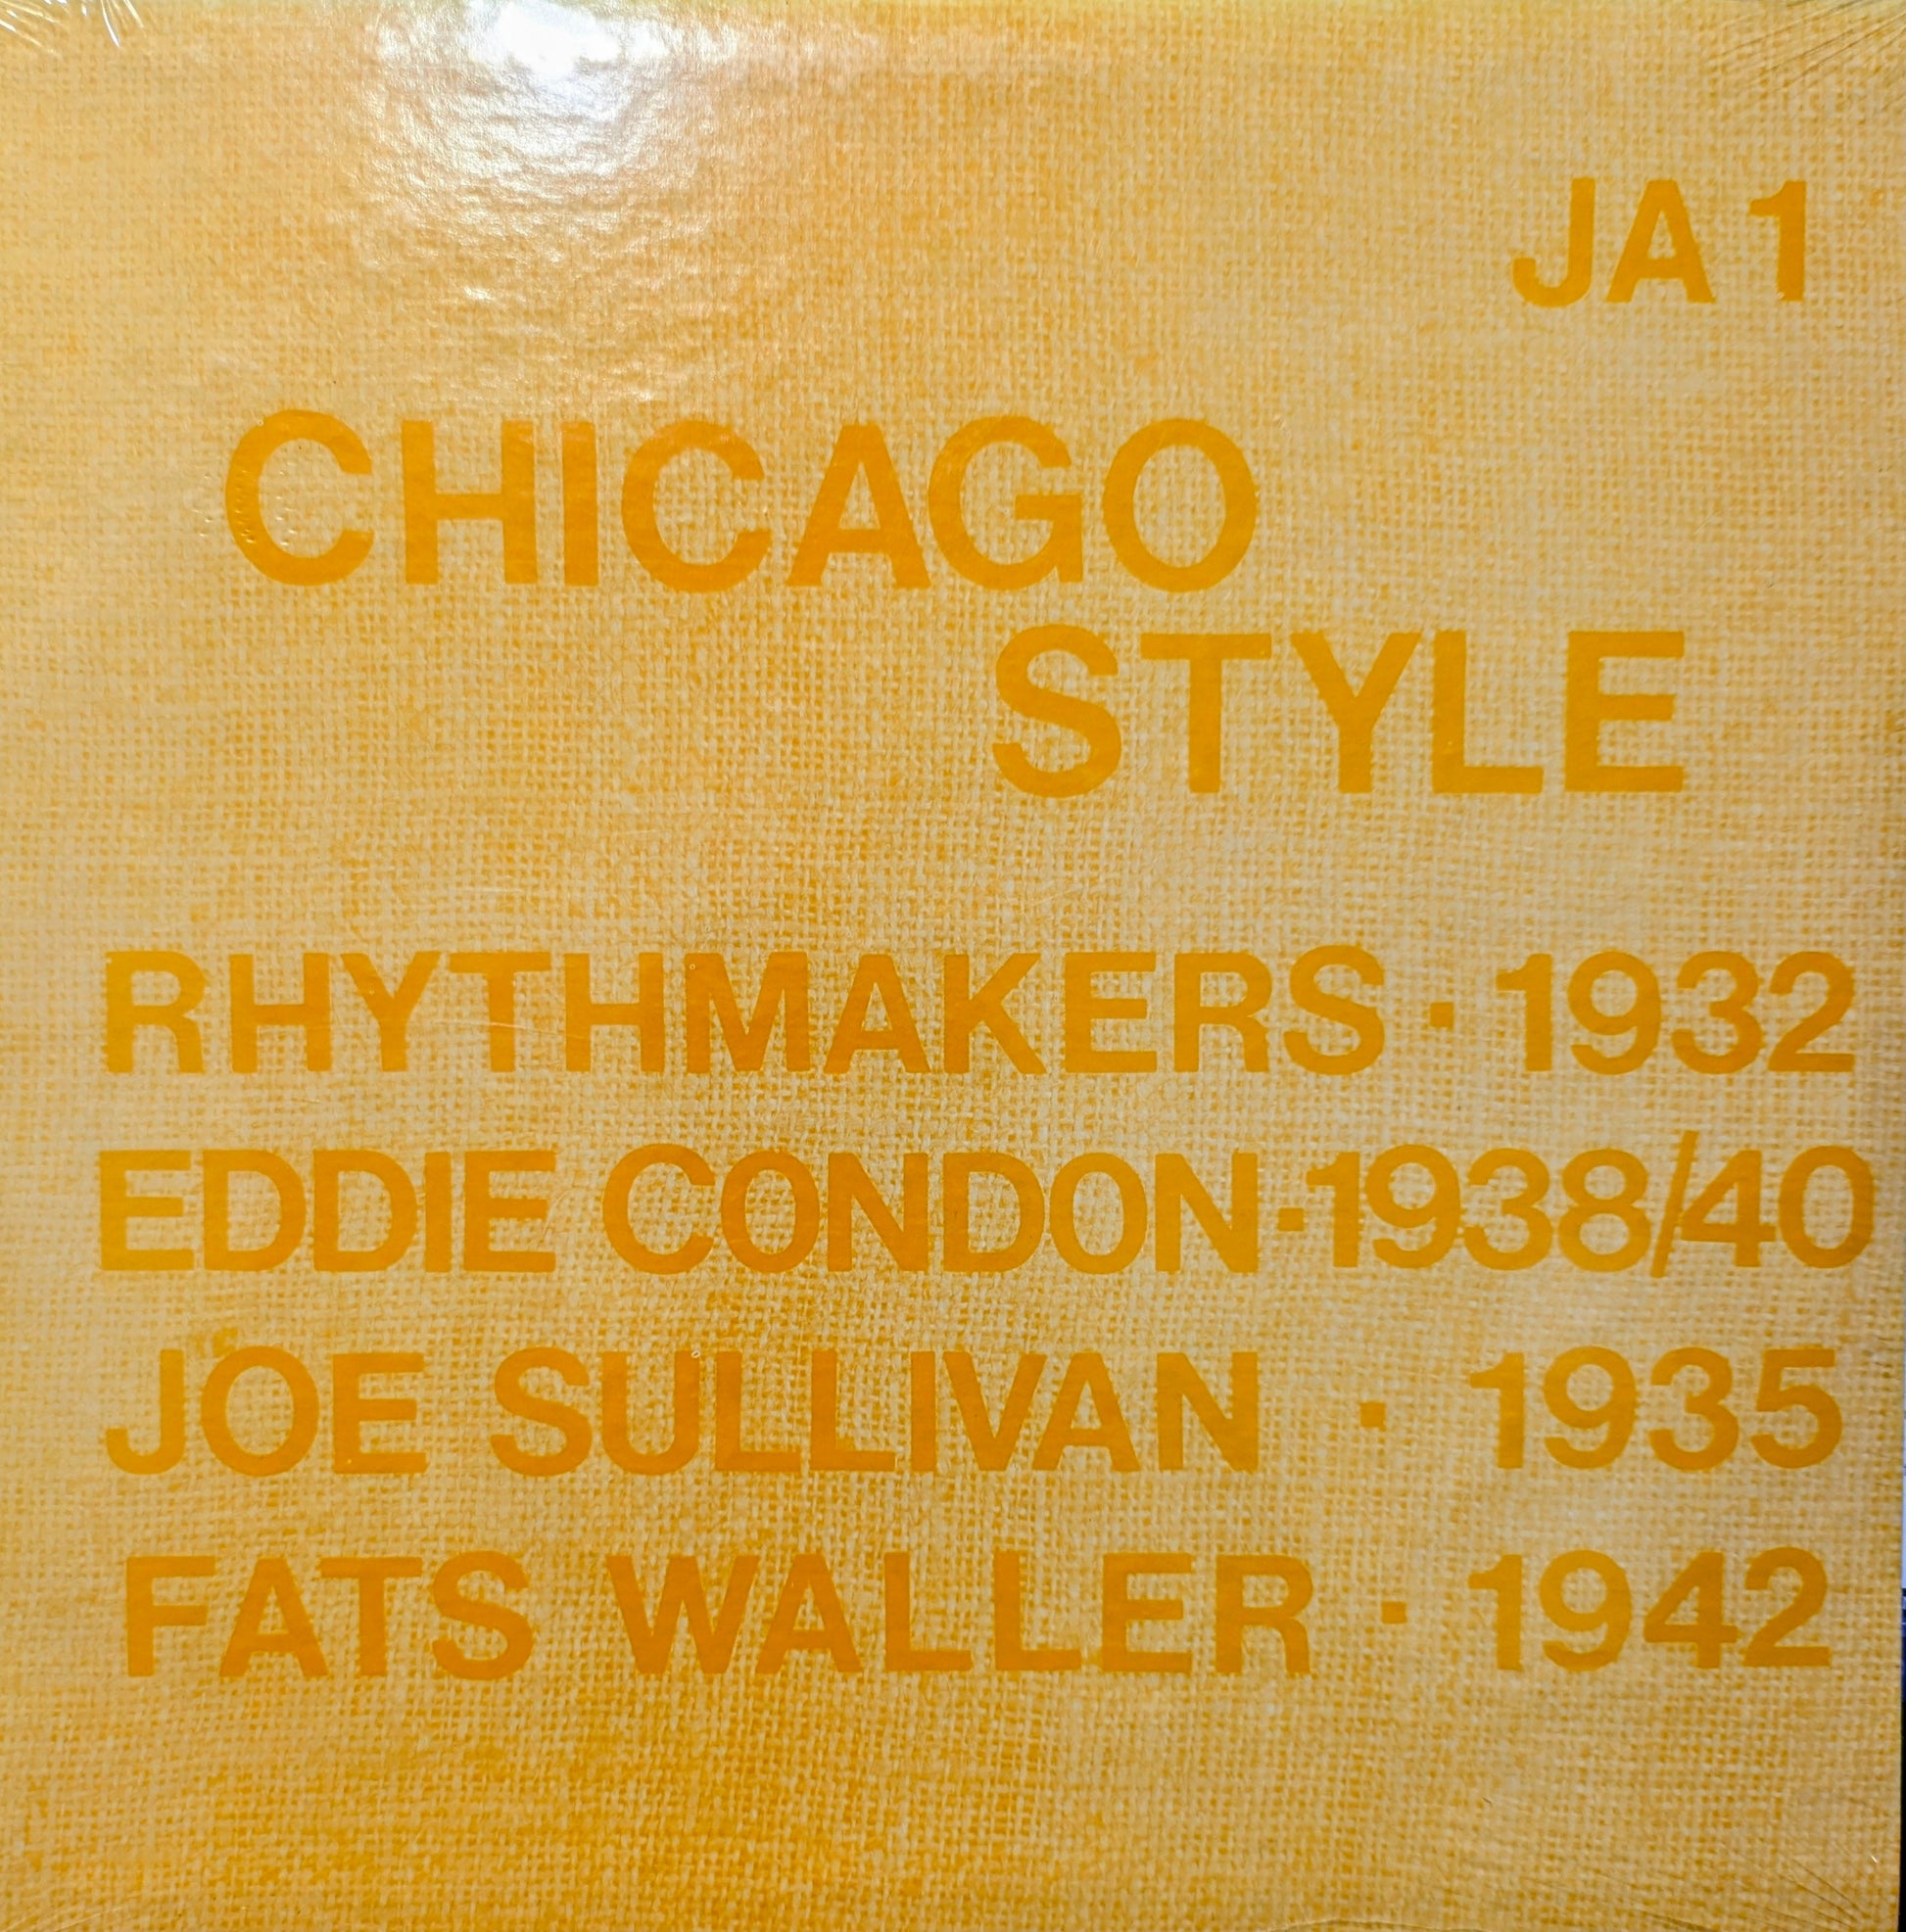 JA 1
CHICAGO
STYLE
RHYTHMAKERS · 1932
EDDIE CONDON · 1938/40
JOE SULLIVAN · 1935
FATS WALLER · 1942